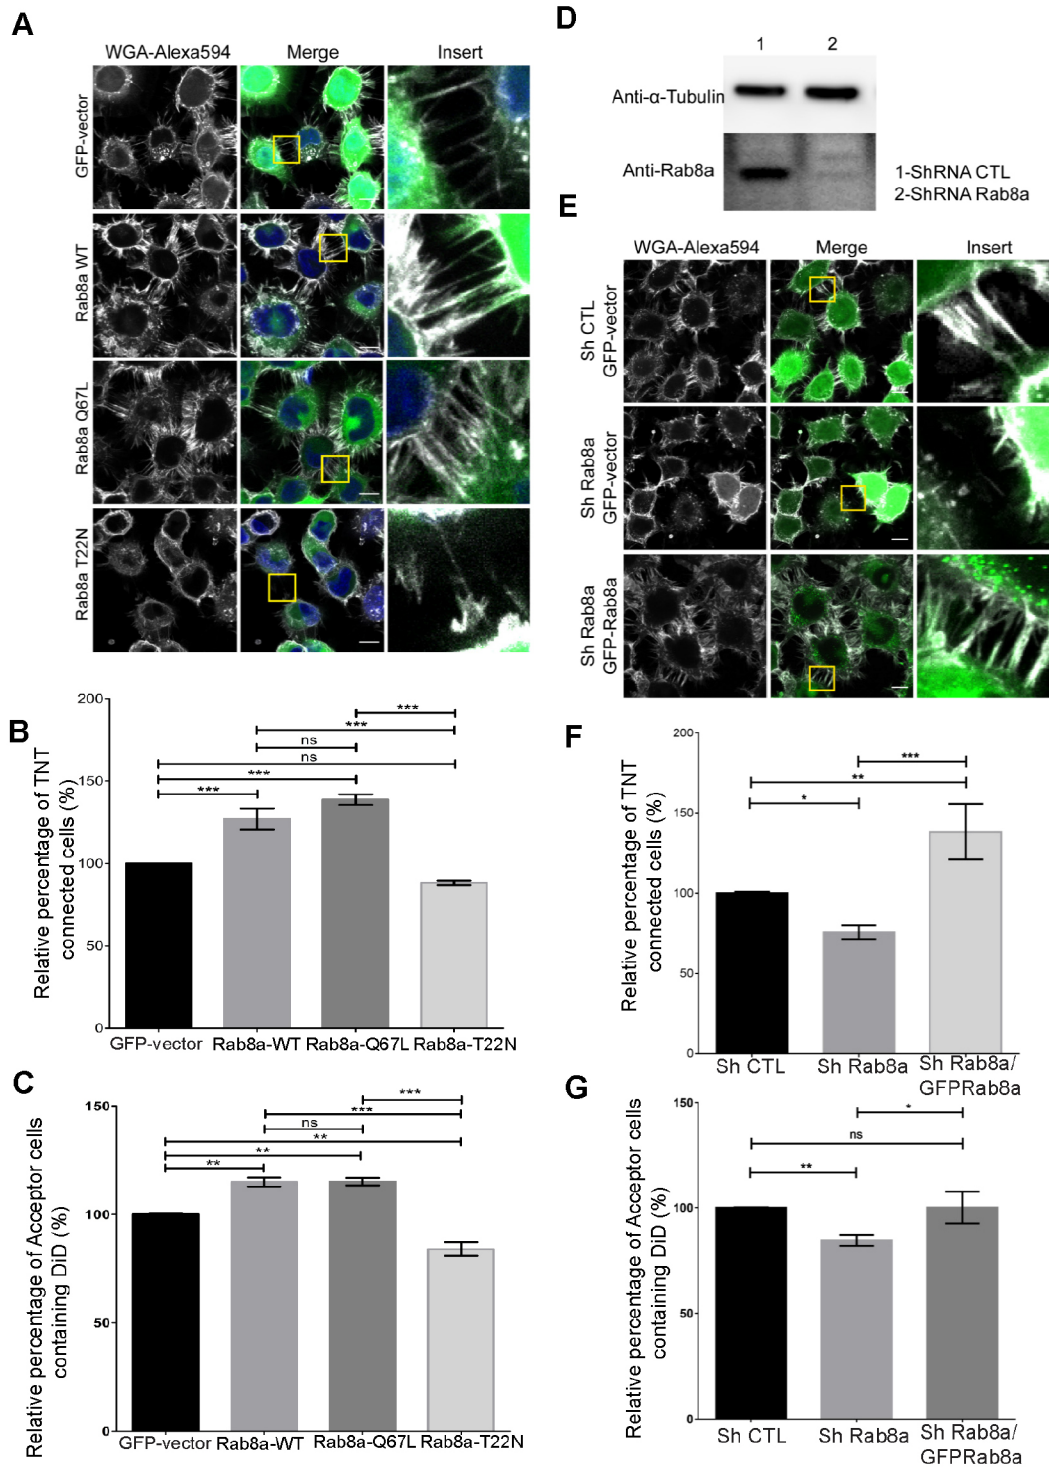 A
WGA-Alexa594 Merge Insert
GFP-vector
Rab8a WT
Rab8a Q67L
Rab8a T22N
B
Relative percentage of TNT
connected cells (%)
200
150
100
50
0
***
***
ns
ns
***
***
GFP-vector Rab8a-WT Rab8a-Q67L Rab8a-T22N
C
Relative percentage of Acceptor cells
containing DiD (%)
150
100
50
0
***
***
ns
**
**
**
GFP-vector Rab8a-WT Rab8a-Q67L Rab8a-T22N
D
1 2
Anti-α-Tubulin
Anti-Rab8a
1-ShRNA CTL
2-ShRNA Rab8a
E
WGA-Alexa594 Merge Insert
Sh CTL
GFP-vector
Sh Rab8a
GFP-vector
Sh Rab8a
GFP-Rab8a
F
Relative percentage of TNT
connected cells (%)
200
150
100
50
0
***
**
*
Sh CTL Sh Rab8a Sh Rab8a/
GFPRab8a
G
Relative percentage of Acceptor cells
containing DiD (%)
150
100
50
0
*
ns
**
Sh CTL Sh Rab8a Sh Rab8a/
GFPRab8a